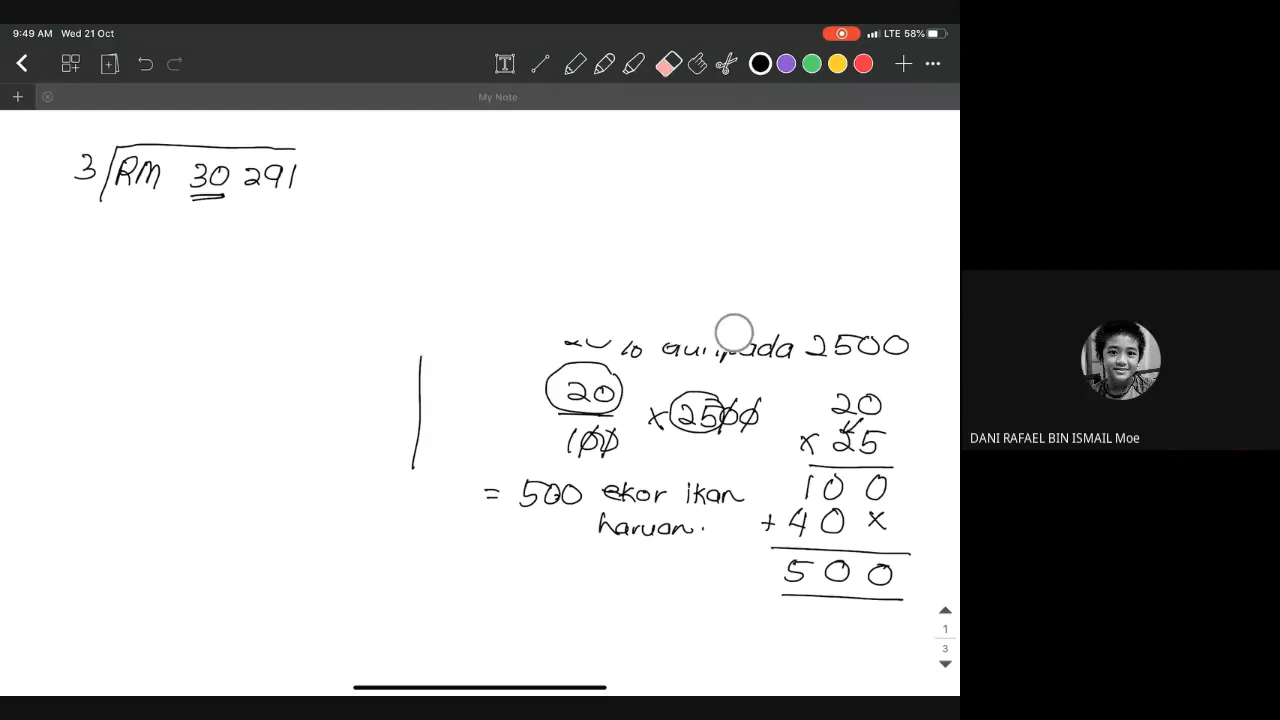 9:49 AM Wed 21 Oct
LTE 58%
My Note
3 RM 30 291
daripada 2500
20
100
x 2500
= 500 ekor ikan
haruan.
20
x 25
100
+ 40 x
500
1
3
DANI RAFAEL BIN ISMAIL Moe